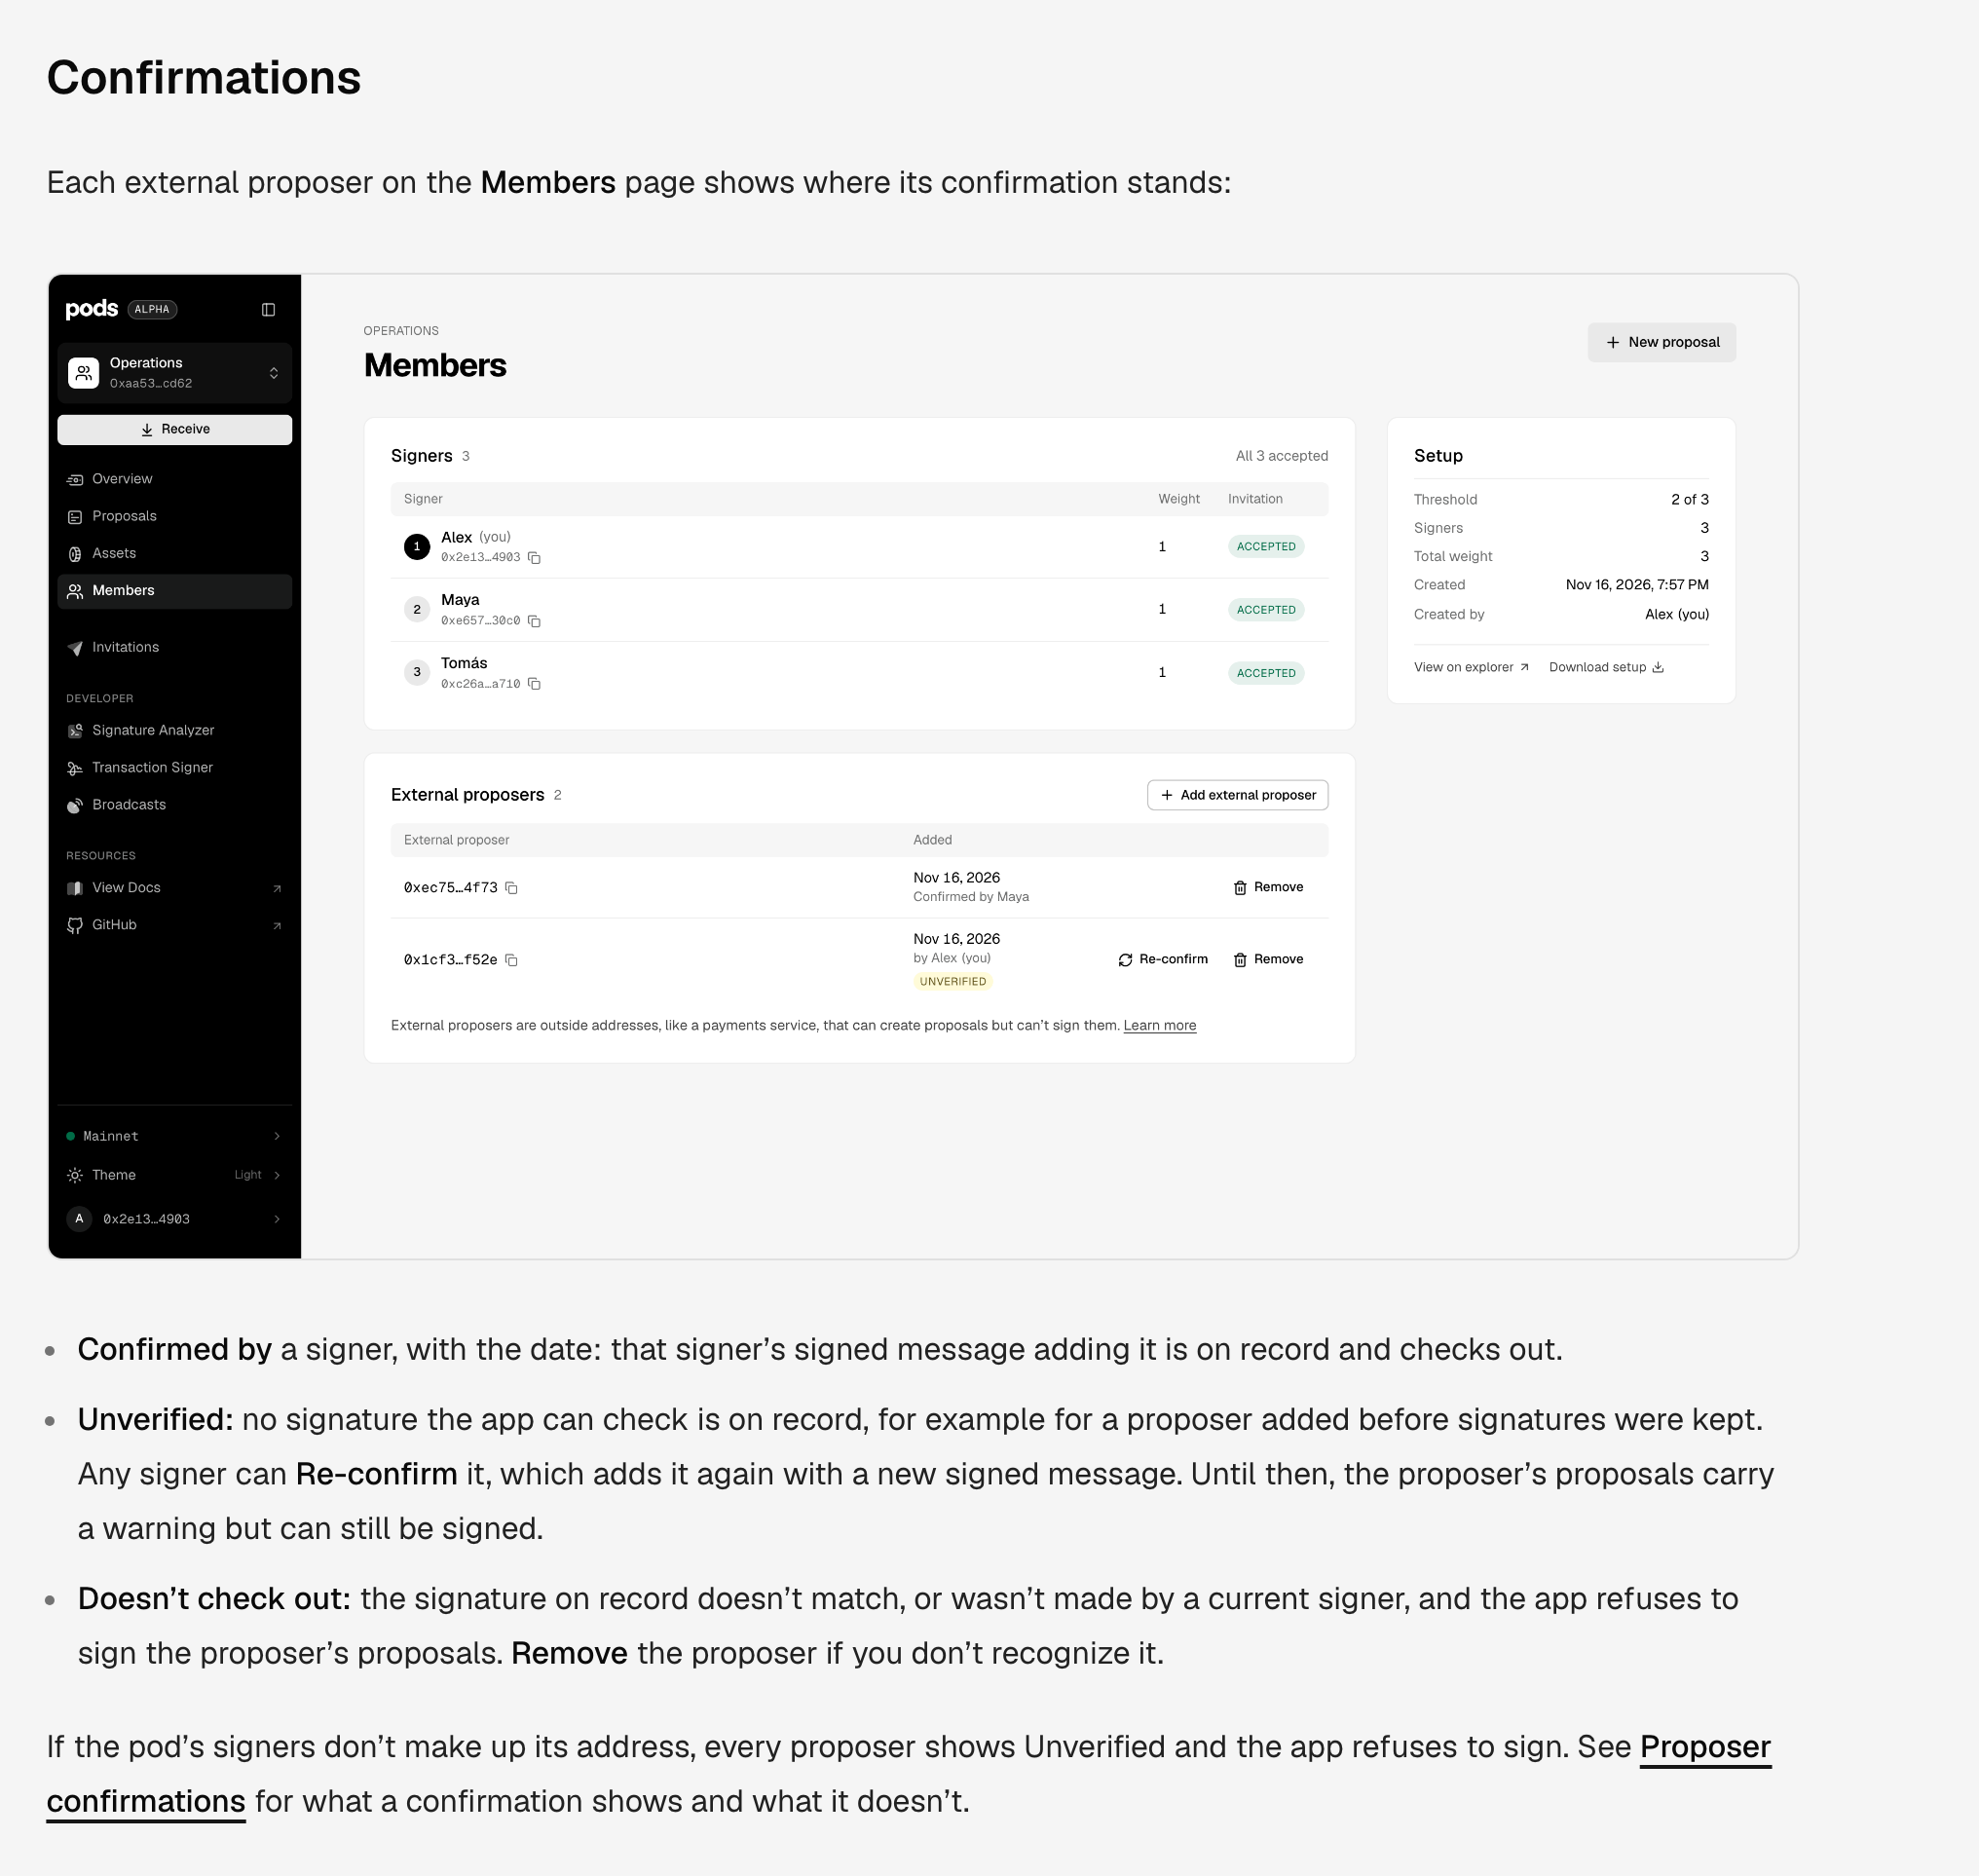 Confirmations
Each external proposer on the Members page shows where its confirmation stands:
pods ALPHA
Operations
0xaa53…cd62
Receive
Overview
Proposals
Assets
Members
Invitations
DEVELOPER
Signature Analyzer
Transaction Signer
Broadcasts
RESOURCES
View Docs
GitHub
Mainnet
Theme Light
A 0x2e13…4903
OPERATIONS
Members
New proposal
Signers 3 All 3 accepted
Signer Weight Invitation
1 Alex (you) 1 ACCEPTED
0x2e13…4903
2 Maya 1 ACCEPTED
0xe657…30c0
3 Tomás 1 ACCEPTED
0xc26a…a710
Setup
Threshold 2 of 3
Signers 3
Total weight 3
Created Nov 16, 2026, 7:57 PM
Created by Alex (you)
View on explorer Download setup
External proposers 2 Add external proposer
External proposer Added
0xec75…4f73 Nov 16, 2026 Remove
Confirmed by Maya
0x1cf3…f52e Nov 16, 2026 Re-confirm Remove
by Alex (you)
UNVERIFIED
External proposers are outside addresses, like a payments service, that can create proposals but can’t sign them. Learn more
• Confirmed by a signer, with the date: that signer’s signed message adding it is on record and checks out.
• Unverified: no signature the app can check is on record, for example for a proposer added before signatures were kept.
Any signer can Re-confirm it, which adds it again with a new signed message. Until then, the proposer’s proposals carry
a warning but can still be signed.
• Doesn’t check out: the signature on record doesn’t match, or wasn’t made by a current signer, and the app refuses to
sign the proposer’s proposals. Remove the proposer if you don’t recognize it.
If the pod’s signers don’t make up its address, every proposer shows Unverified and the app refuses to sign. See Proposer
confirmations for what a confirmation shows and what it doesn’t.